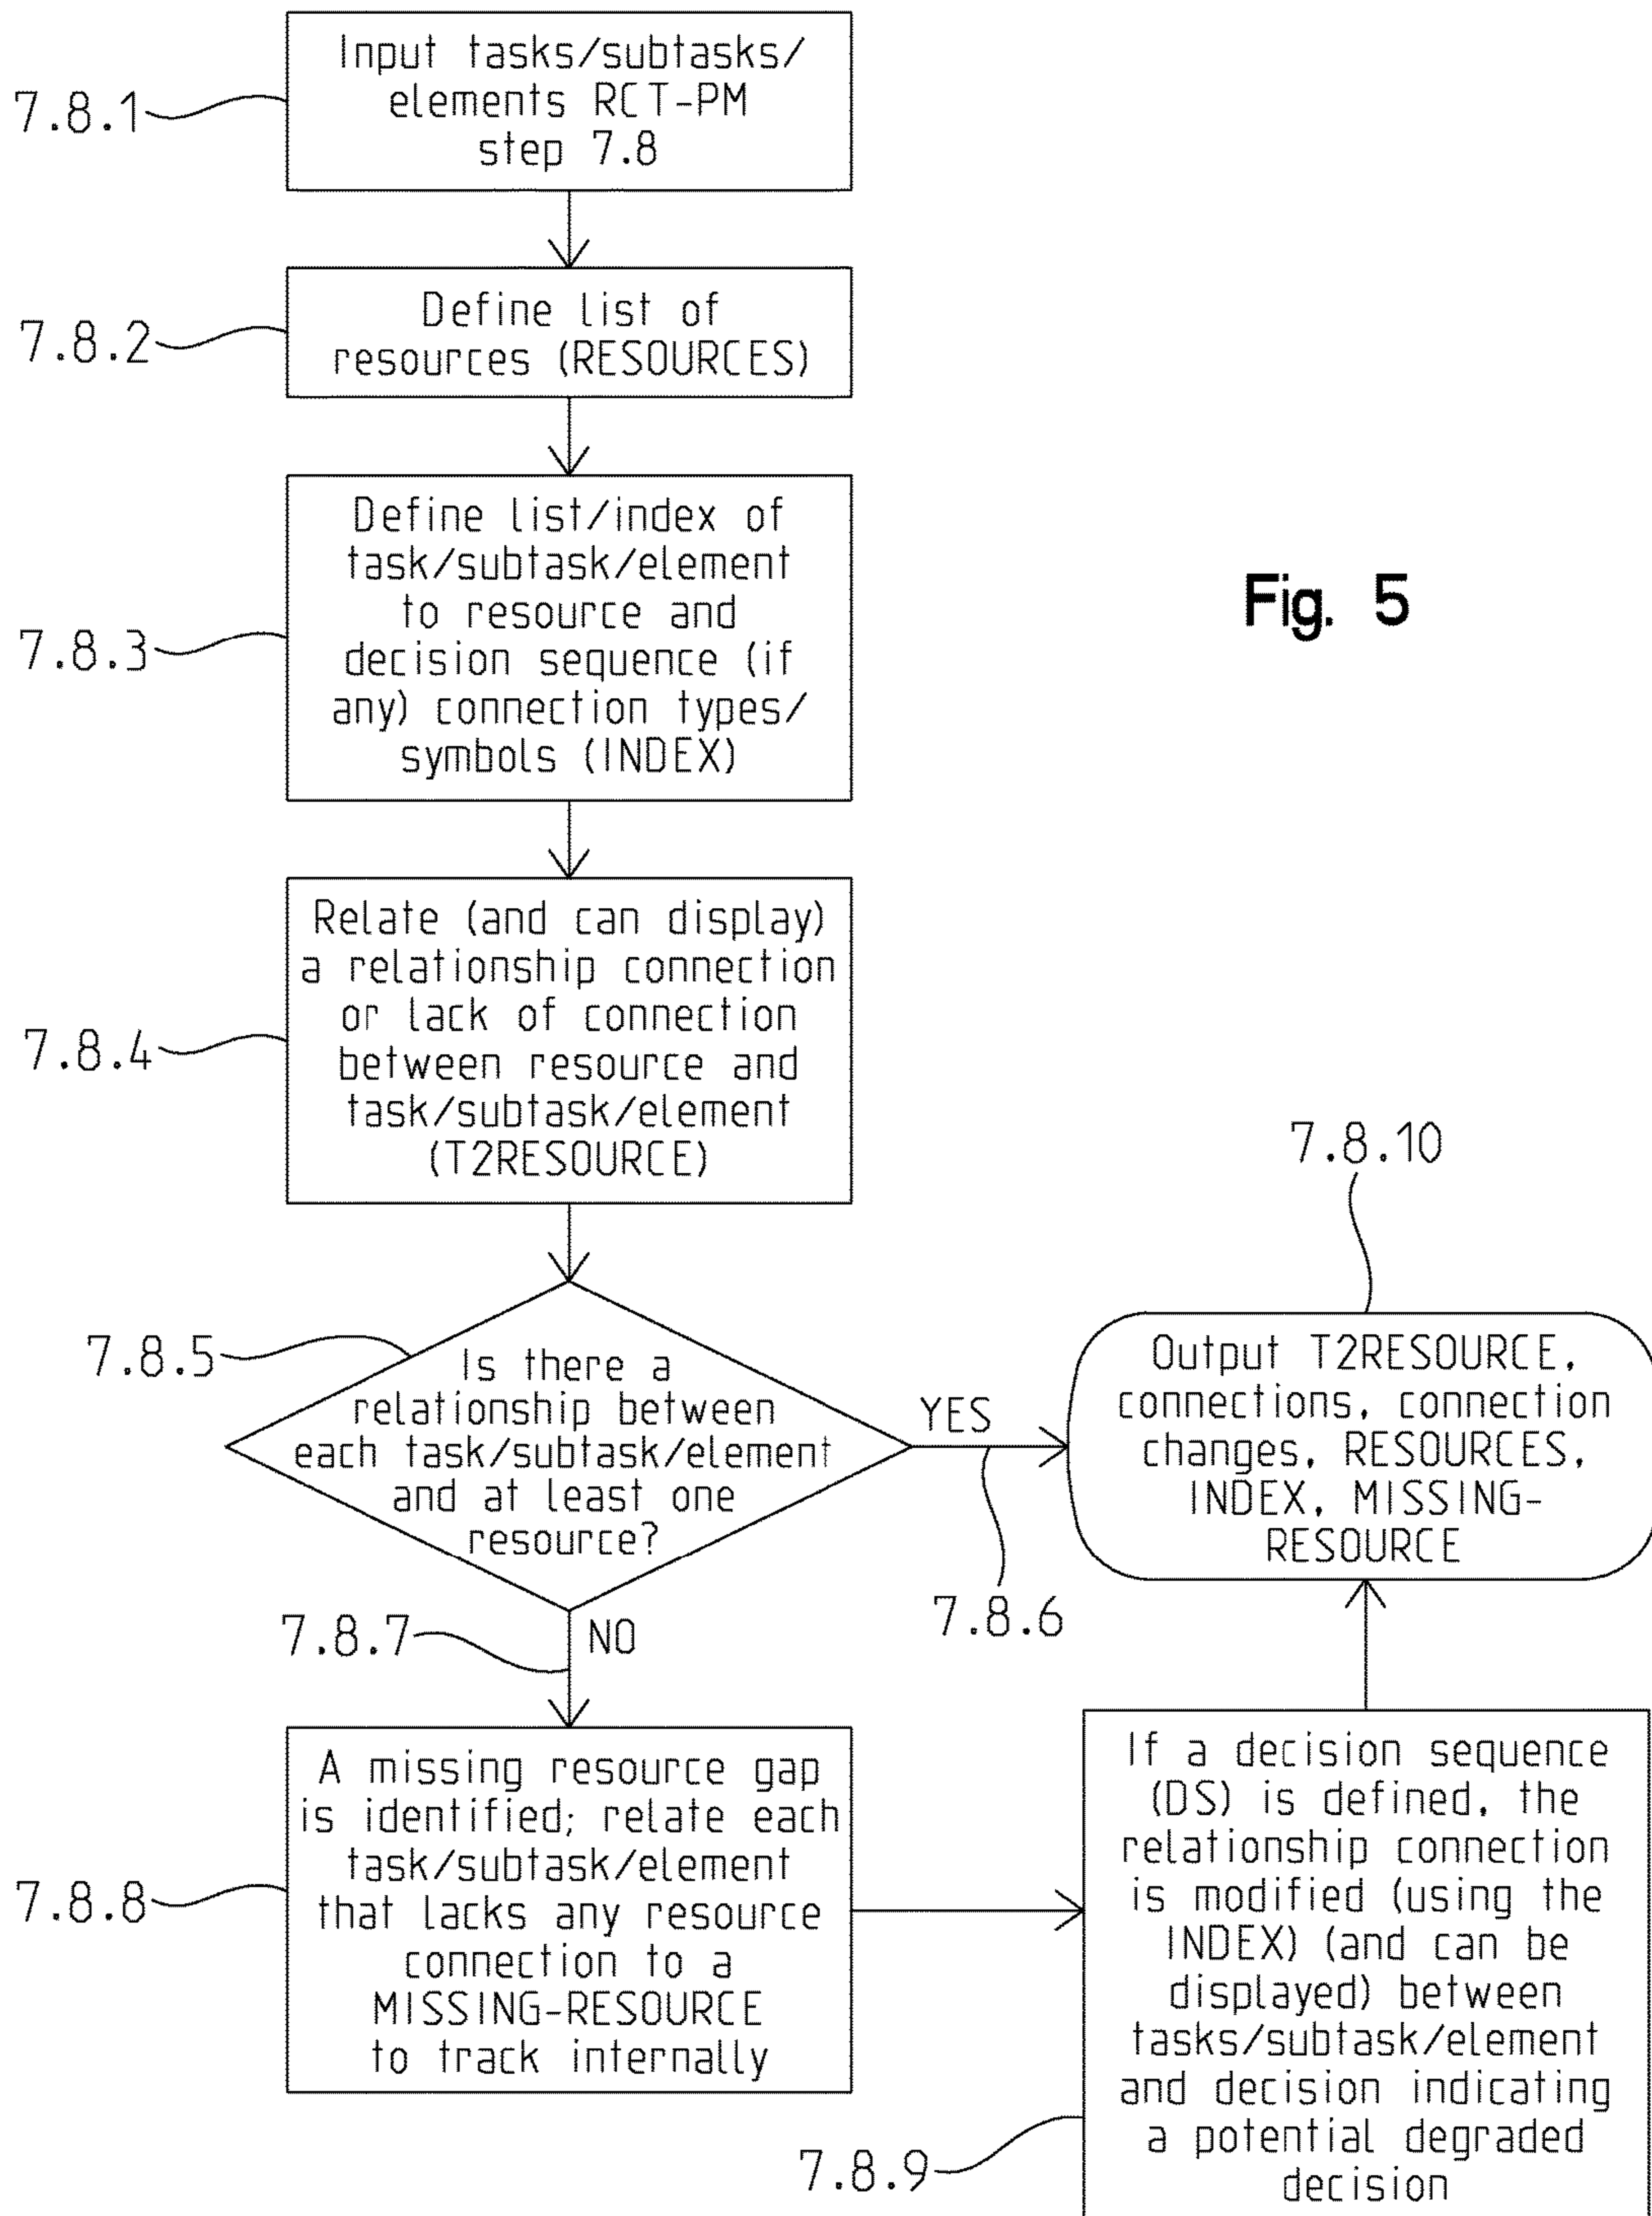 7.8.1
Input tasks/subtasks/
elements RCT-PM
step 7.8
7.8.2
Define list of
resources (RESOURCES)
7.8.3
Define list/index of
task/subtask/element
to resource and
decision sequence (if
any) connection types/
symbols (INDEX)
Fig. 5
7.8.4
Relate (and can display)
a relationship connection
or lack of connection
between resource and
task/subtask/element
(T2RESOURCE)
7.8.5
Is there a
relationship between
each task/subtask/element
and at least one
resource?
YES
7.8.6
7.8.10
Output T2RESOURCE,
connections, connection
changes, RESOURCES,
INDEX, MISSING-
RESOURCE
7.8.7
NO
7.8.8
A missing resource gap
is identified; relate each
task/subtask/element
that lacks any resource
connection to a
MISSING-RESOURCE
to track internally
7.8.9
If a decision sequence
(DS) is defined, the
relationship connection
is modified (using the
INDEX) (and can be
displayed) between
tasks/subtask/element
and decision indicating
a potential degraded
decision